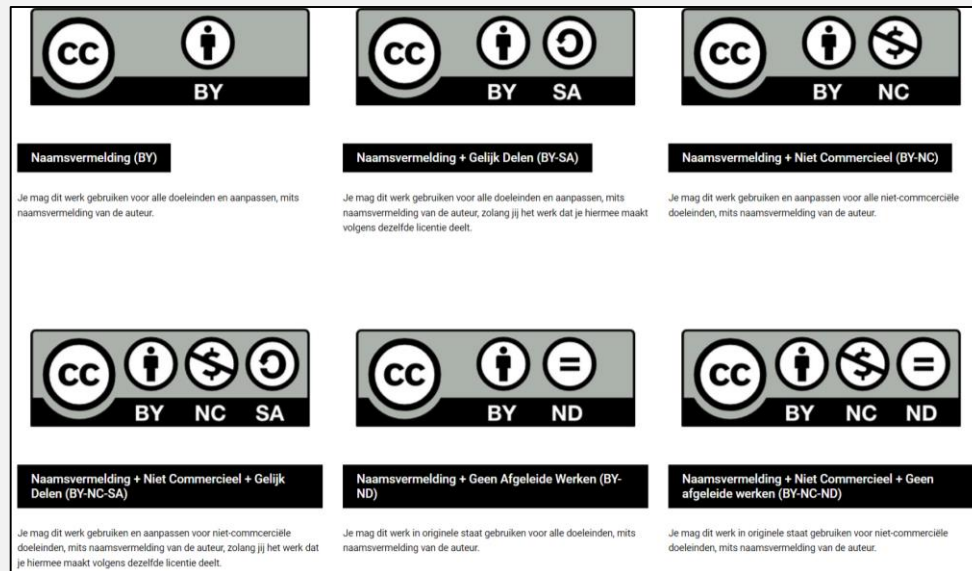 CC
BY
Naamsvermelding (BY)
Je mag dit werk gebruiken voor alle doeleinden en aanpassen, mits
naamsvermelding van de auteur.
CC
BY SA
Naamsvermelding + Gelijk Delen (BY-SA)
Je mag dit werk gebruiken voor alle doeleinden en aanpassen, mits
naamsvermelding van de auteur, zolang jij het werk dat je hiermee maakt
volgens dezelfde licentie deelt.
CC
$
BY NC
Naamsvermelding + Niet Commercieel (BY-NC)
Je mag dit werk gebruiken en aanpassen voor alle niet-commerciële
doeleinden, mits naamsvermelding van de auteur.
CC
$
BY NC SA
Naamsvermelding + Niet Commercieel + Gelijk
Delen (BY-NC-SA)
Je mag dit werk gebruiken en aanpassen voor niet-commerciële
doeleinden, mits naamsvermelding van de auteur, zolang jij het werk dat
je hiermee maakt volgens dezelfde licentie deelt.
CC
=
BY ND
Naamsvermelding + Geen Afgeleide Werken (BY-
ND)
Je mag dit werk in originele staat gebruiken voor alle doeleinden, mits
naamsvermelding van de auteur.
CC
$ =
BY NC ND
Naamsvermelding + Niet Commercieel + Geen
afgeleide werken (BY-NC-ND)
Je mag dit werk in originele staat gebruiken voor niet-commerciële
doeleinden, mits naamsvermelding van de auteur.